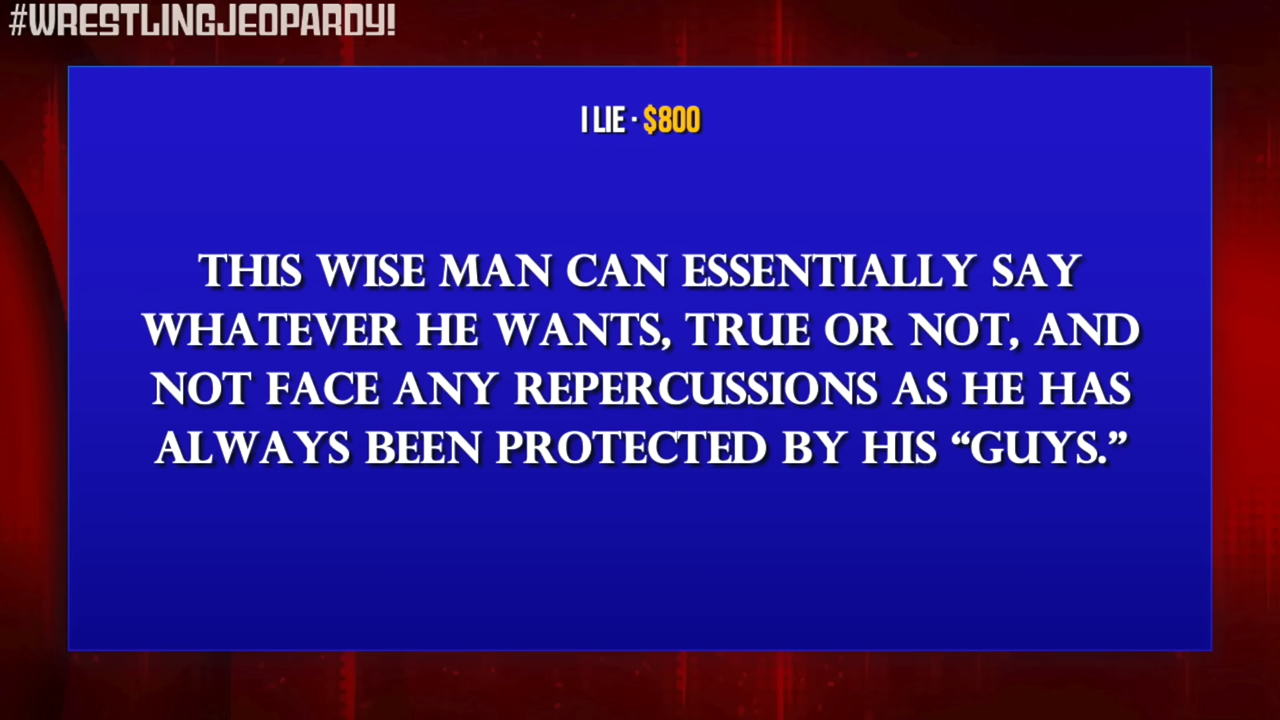 #WRESTLINGJEOPARDY!
I LIE · $800
THIS WISE MAN CAN ESSENTIALLY SAY
WHATEVER HE WANTS, TRUE OR NOT, AND
NOT FACE ANY REPERCUSSIONS AS HE HAS
ALWAYS BEEN PROTECTED BY HIS “GUYS.”